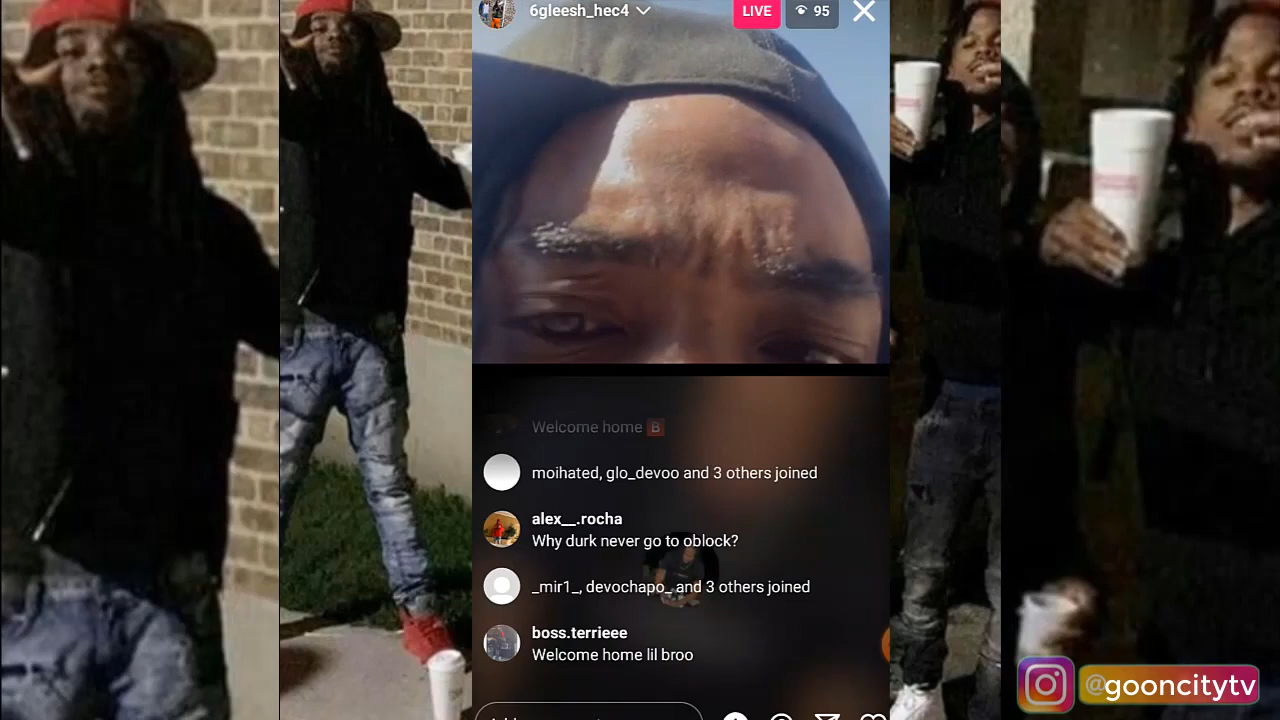 6gleesh_hec4
LIVE
95
Welcome home B
moihated, glo_devoo and 3 others joined
alex__.rocha
Why durk never go to oblock?
_mir1_, devochapo_ and 3 others joined
boss.terrieee
Welcome home lil broo
@gooncitytv